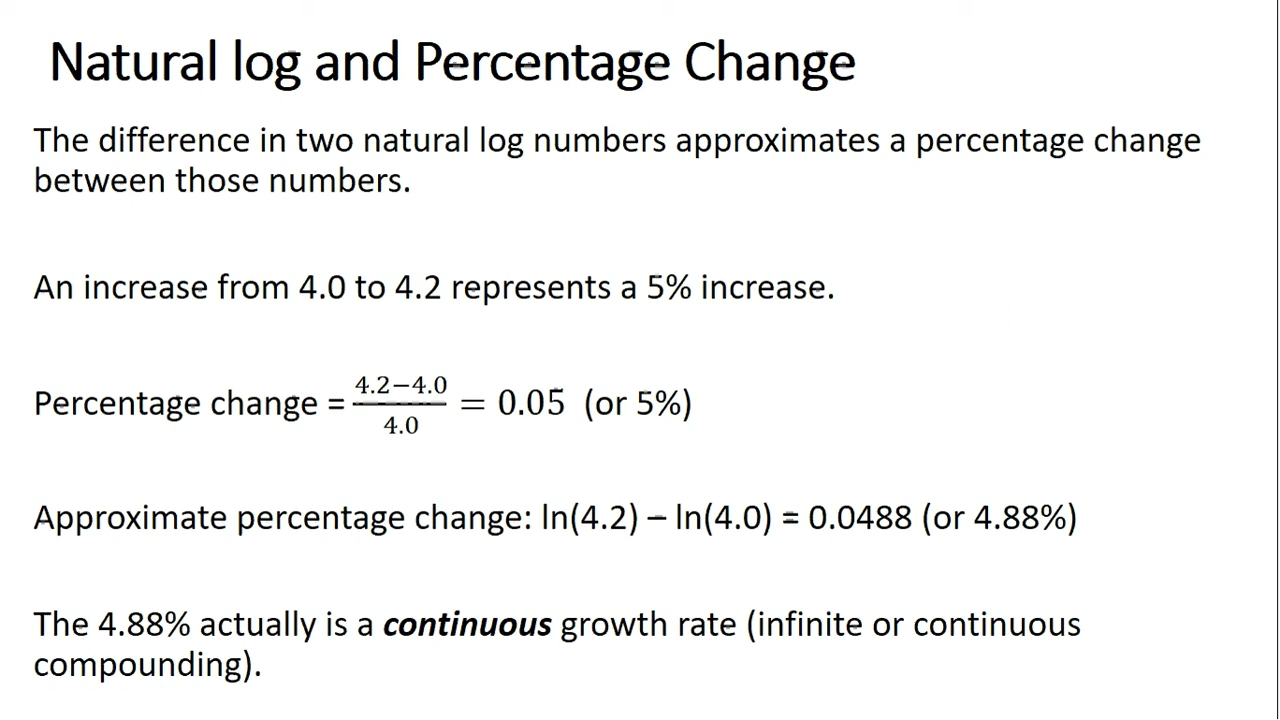 Natural log and Percentage Change
The difference in two natural log numbers approximates a percentage change
between those numbers.
An increase from 4.0 to 4.2 represents a 5% increase.
Percentage change = \frac{4.2−4.0}{4.0} = 0.05 (or 5%)
Approximate percentage change: ln(4.2) – ln(4.0) = 0.0488 (or 4.88%)
The 4.88% actually is a continuous growth rate (infinite or continuous
compounding).